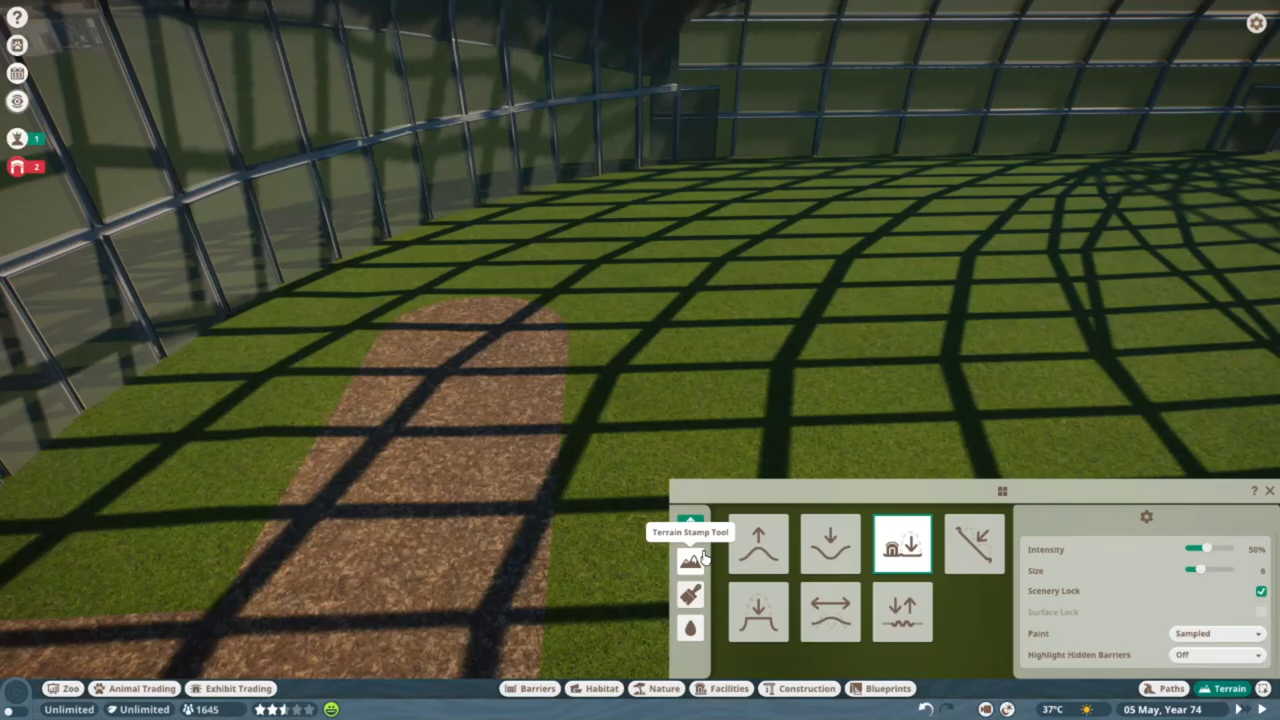 ?
1
2
? ×
Terrain Stamp Tool
Intensity 50%
Size 6
Scenery Lock
Surface Lock
Paint Sampled
Highlight Hidden Barriers Off
Zoo Animal Trading Exhibit Trading Barriers Habitat Nature Facilities Construction Blueprints Paths Terrain
Unlimited Unlimited 1645 37°C 05 May, Year 74